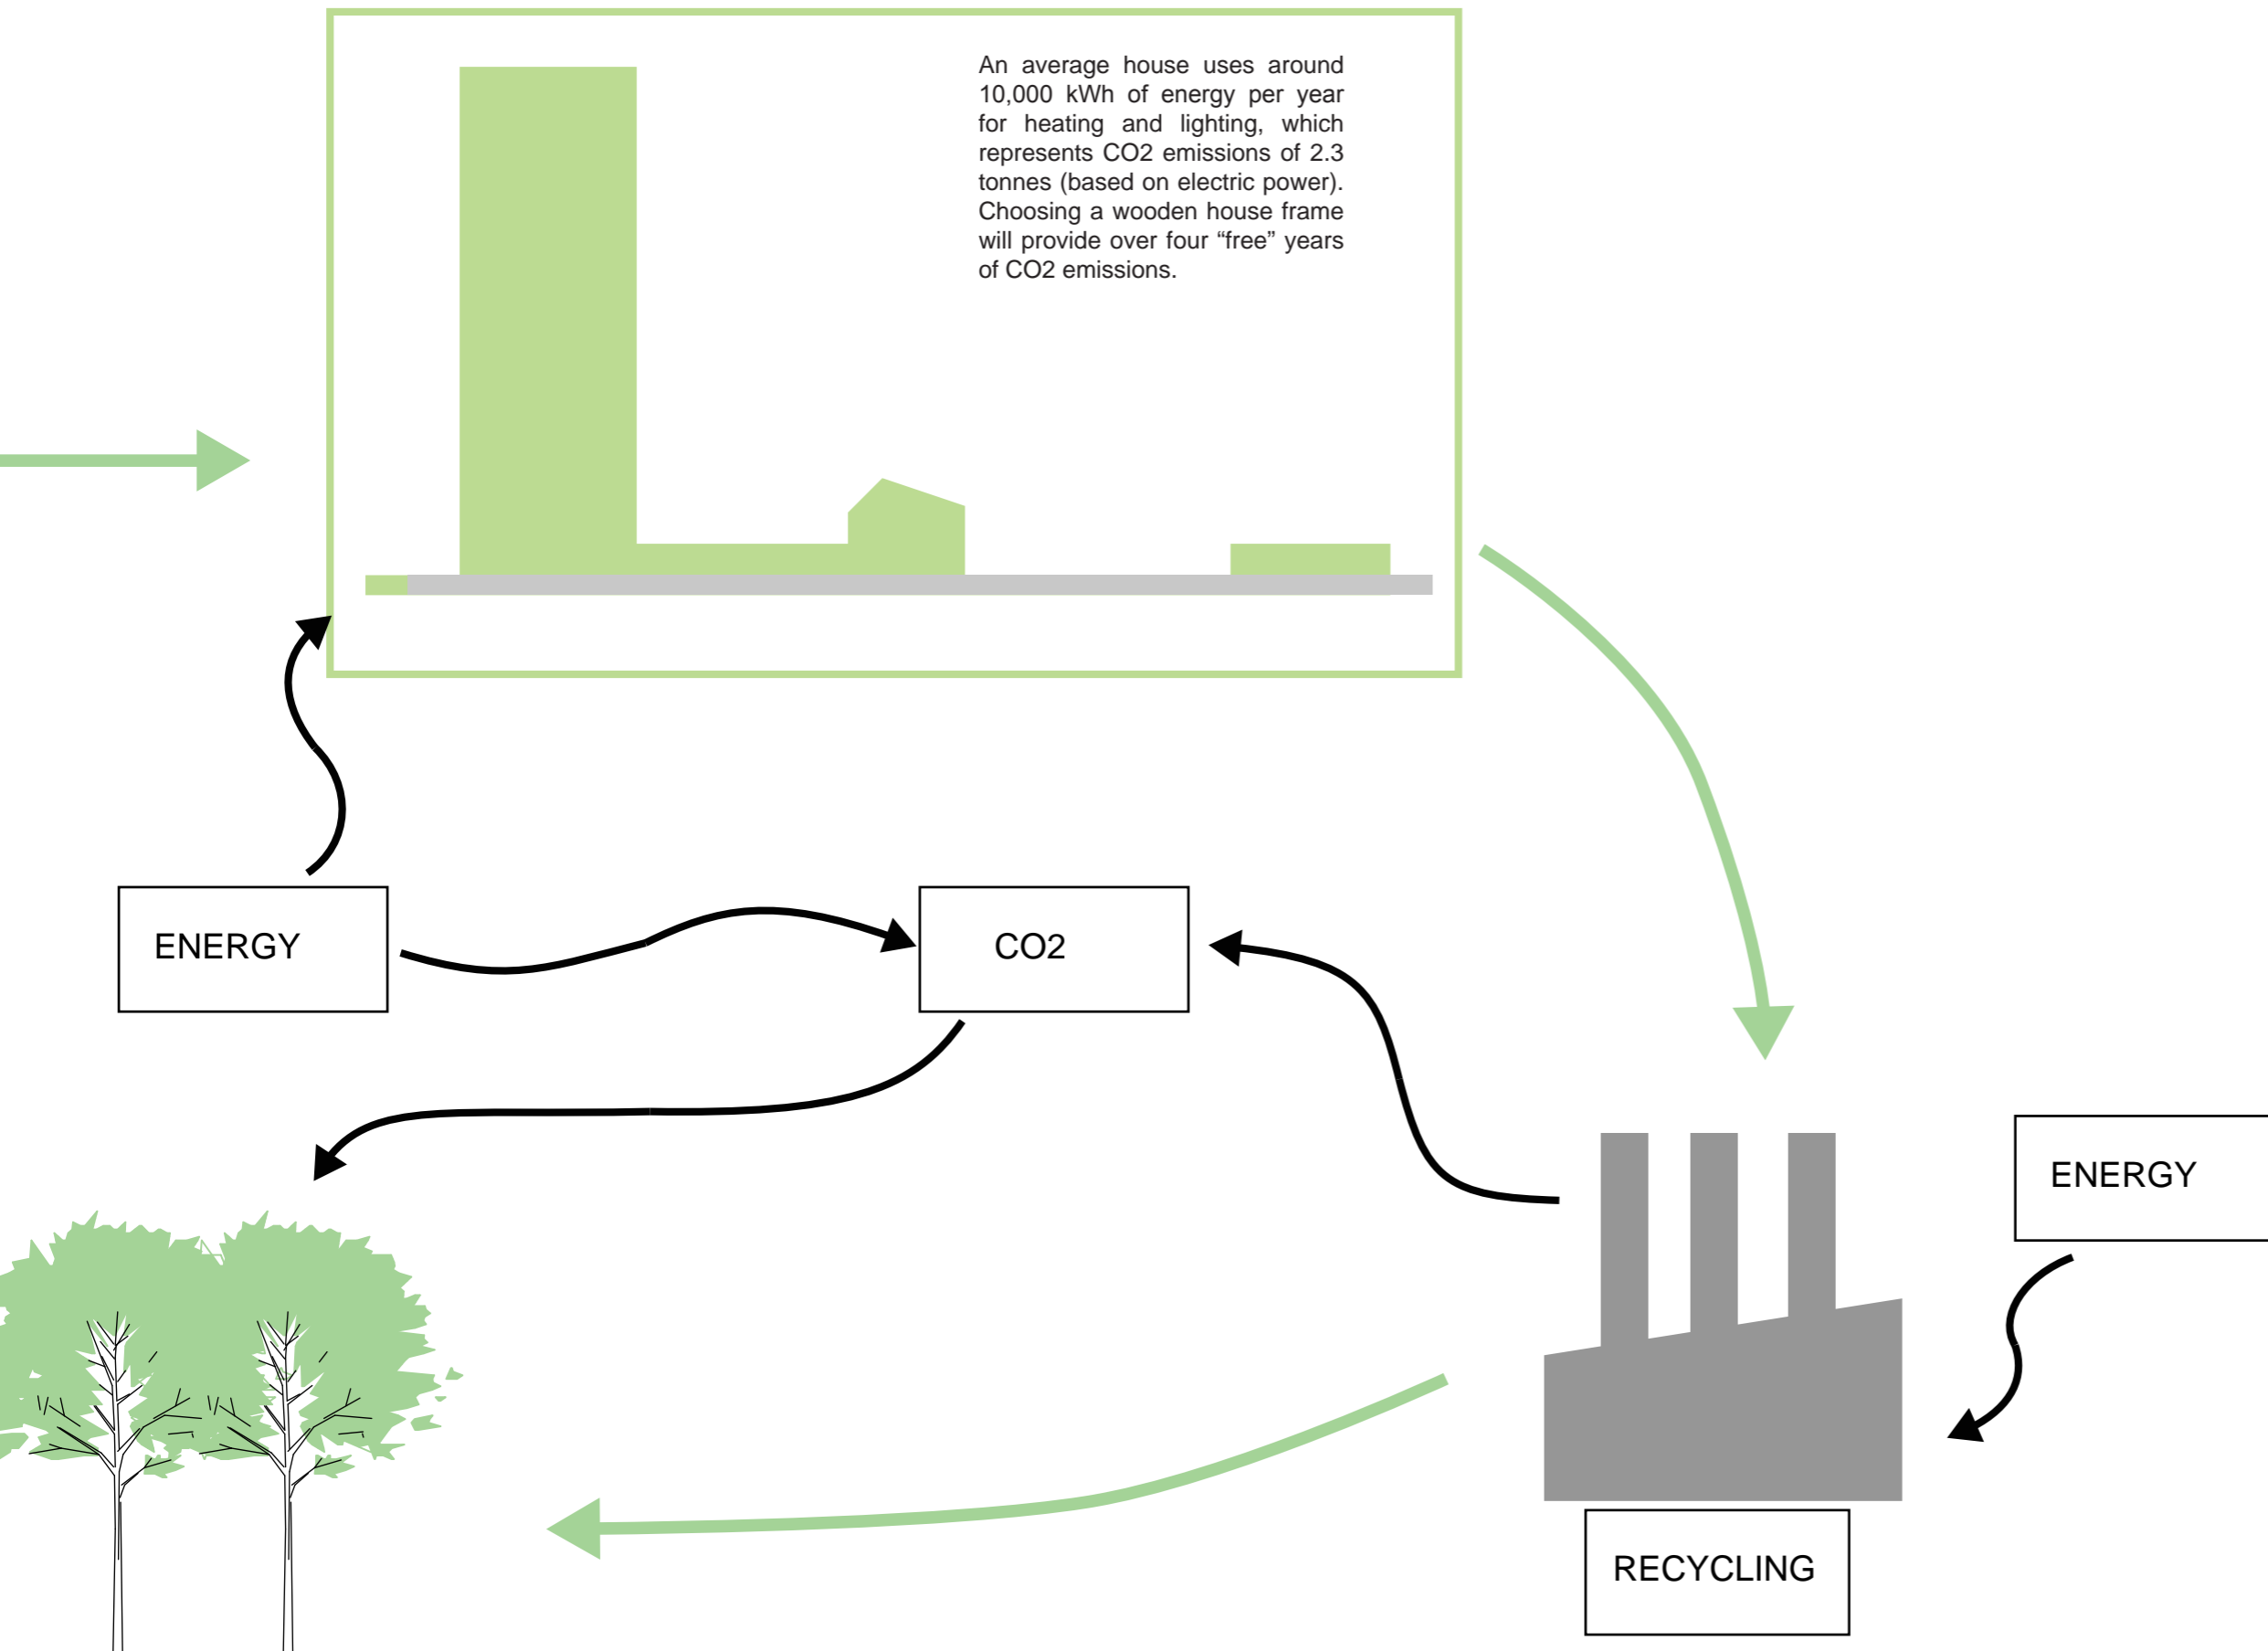 An average house uses around
10,000 kWh of energy per year
for heating and lighting, which
represents CO2 emissions of 2.3
tonnes (based on electric power).
Choosing a wooden house frame
will provide over four “free” years
of CO2 emissions.
ENERGY
CO2
ENERGY
RECYCLING